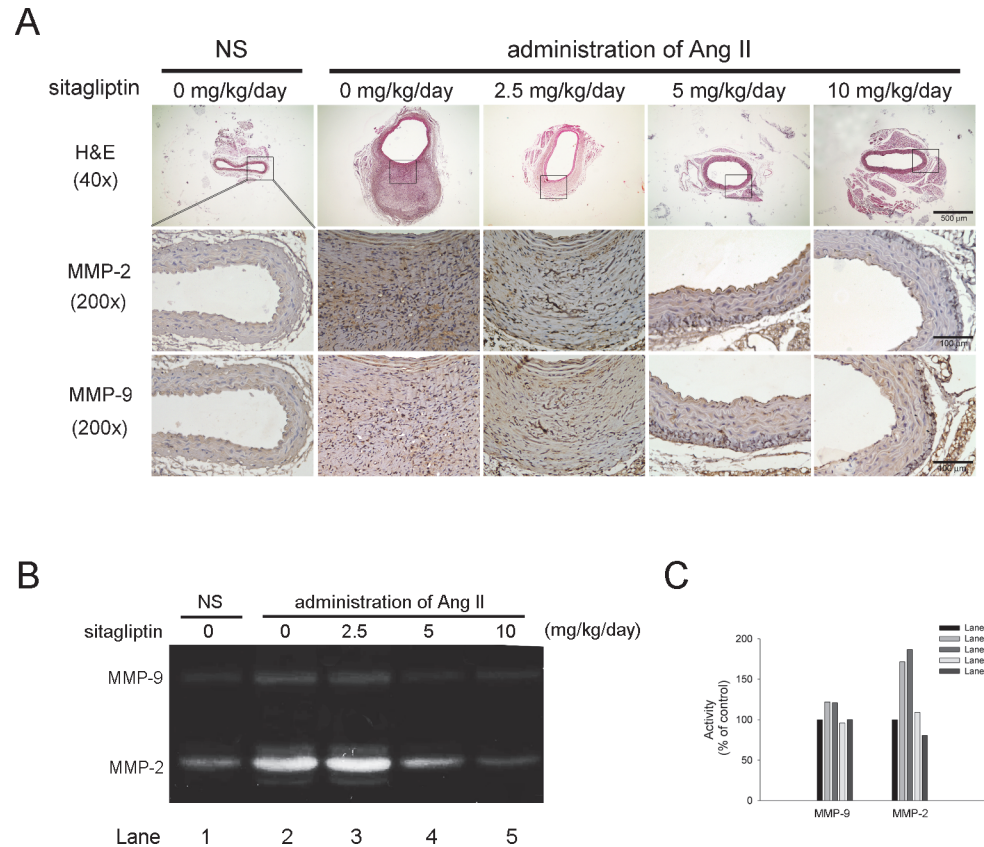 A
NS administration of Ang II
sitagliptin 0 mg/kg/day 0 mg/kg/day 2.5 mg/kg/day 5 mg/kg/day 10 mg/kg/day
H&E
(40x)
500 μm
MMP-2
(200x)
100 μm
MMP-9
(200x)
100 μm
B
NS administration of Ang II
sitagliptin 0 0 2.5 5 10 (mg/kg/day)
MMP-9
MMP-2
Lane 1 2 3 4 5
C
Activity
(% of control)
200
150
100
50
0
MMP-9 MMP-2
Lane
Lane
Lane
Lane
Lane